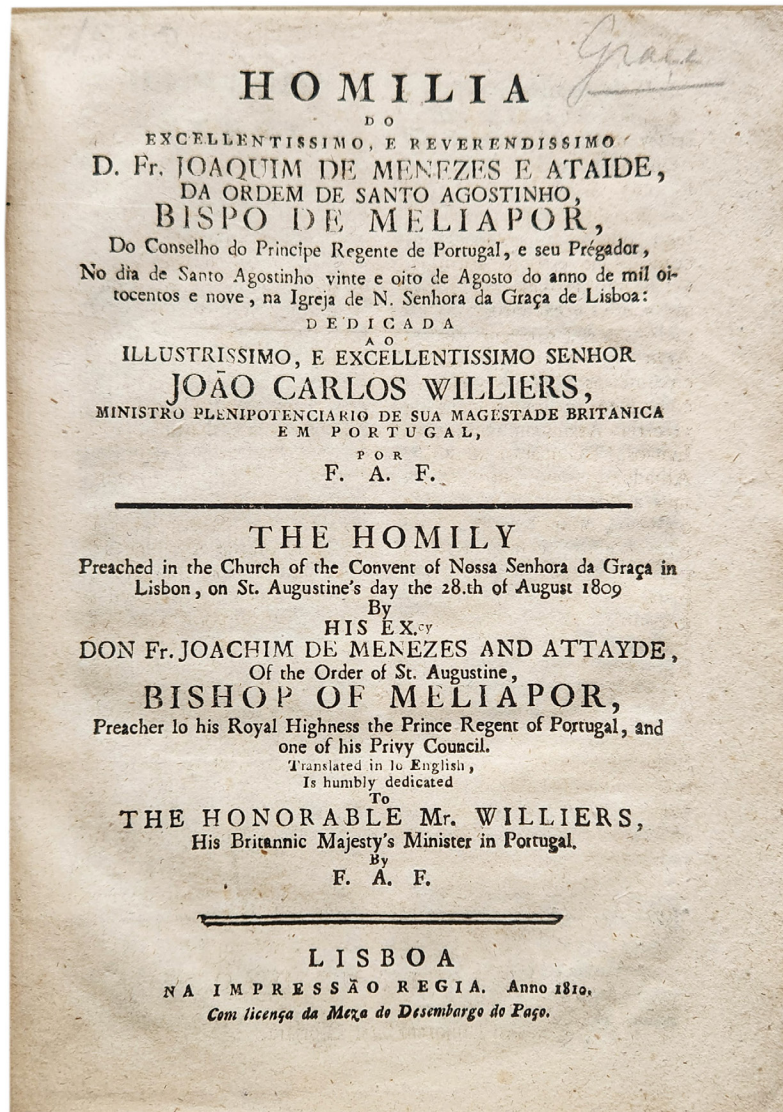 Graça
HOMILIA
DO
EXCELLENTISSIMO, E REVERENDISSIMO
D. Fr. JOAQUIM DE MENEZES E ATAIDE,
DA ORDEM DE SANTO AGOSTINHO,
BISPO DE MELIAPOR,
Do Conselho do Principe Regente de Portugal, e seu Prégador,
No dia de Santo Agostinho vinte e oito de Agosto do anno de mil oi-
tocentos e nove, na Igreja de N. Senhora da Graça de Lisboa:
DEDICADA
AO
ILLUSTRISSIMO, E EXCELLENTISSIMO SENHOR
JOÃO CARLOS WILLIERS,
MINISTRO PLENIPOTENCIARIO DE SUA MAGESTADE BRITANICA
EM PORTUGAL,
POR
F. A. F.
THE HOMILY
Preached in the Church of the Convent of Nossa Senhora da Graça in
Lisbon, on St. Augustine's day the 28.th of August 1809
By
HIS EX.cy
DON Fr. JOACHIM DE MENEZES AND ATTAYDE,
Of the Order of St. Augustine,
BISHOP OF MELIAPOR,
Preacher lo his Royal Highness the Prince Regent of Portugal, and
one of his Privy Council.
Translated in lo English,
Is humbly dedicated
To
THE HONORABLE Mr. WILLIERS,
His Britannic Majesty's Minister in Portugal.
By
F. A. F.
LISBOA
NA IMPRESSÃO REGIA. Anno 1810.
Com licença da Meza do Desembargo do Paço.